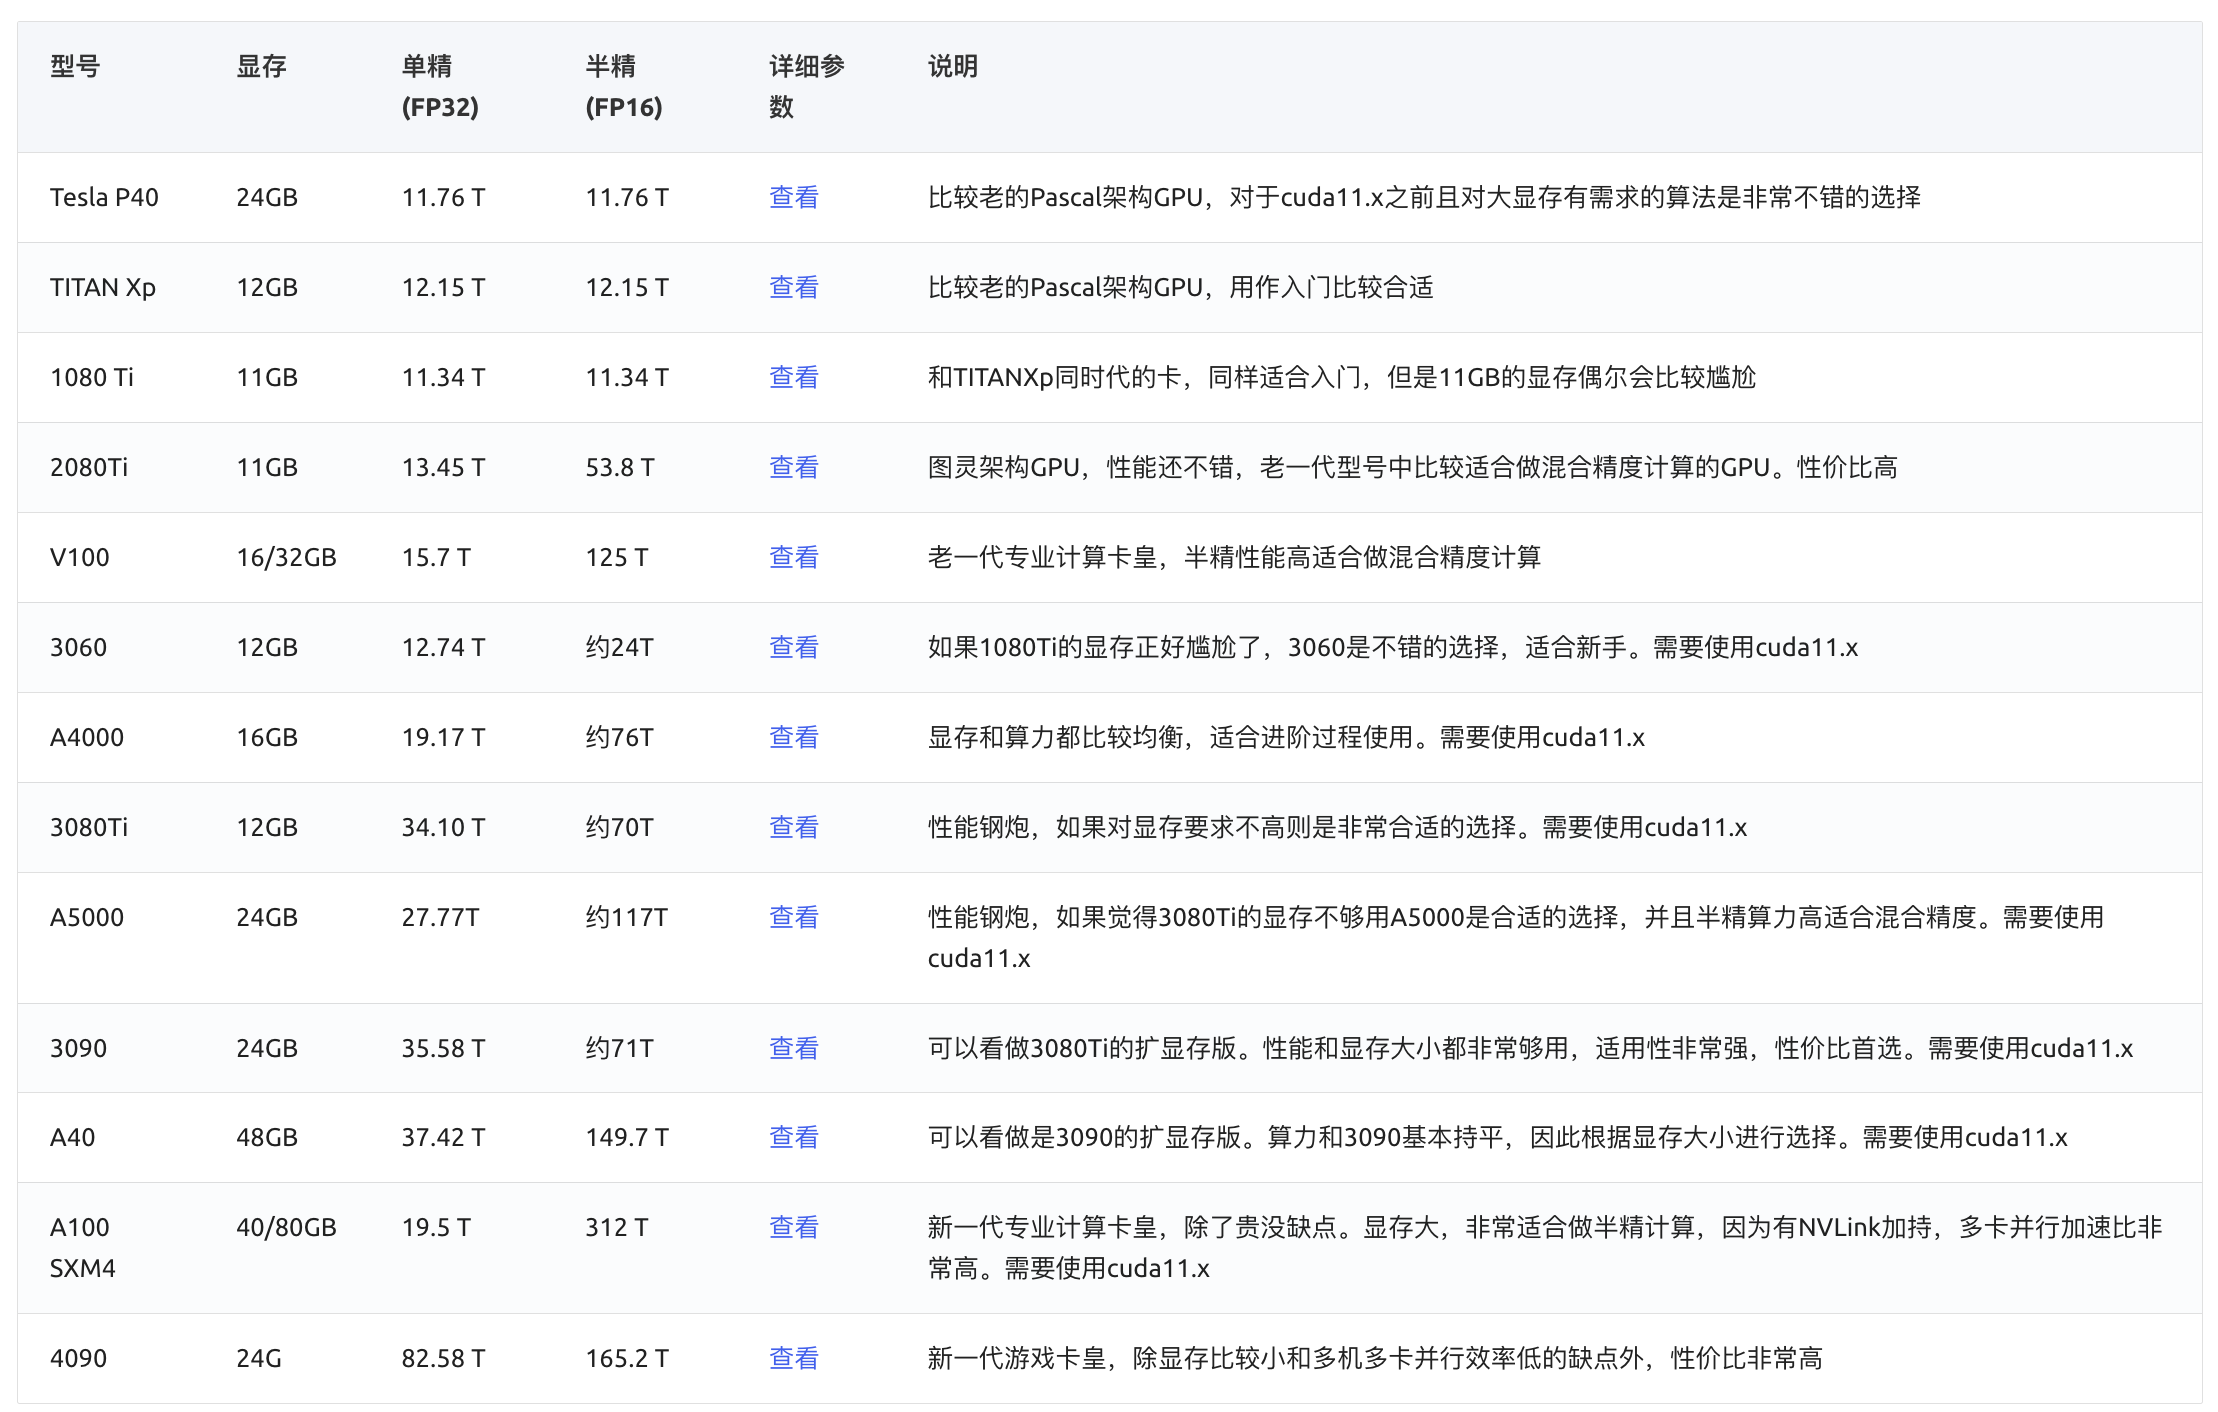 型号 显存 单精 半精 详细参 说明
(FP32) (FP16) 数
Tesla P40 24GB 11.76 T 11.76 T 查看 比较老的Pascal架构GPU，对于cuda11.x之前且对大显存有需求的算法是非常不错的选择
TITAN Xp 12GB 12.15 T 12.15 T 查看 比较老的Pascal架构GPU，用作入门比较合适
1080 Ti 11GB 11.34 T 11.34 T 查看 和TITANXp同时代的卡，同样适合入门，但是11GB的显存偶尔会比较尴尬
2080Ti 11GB 13.45 T 53.8 T 查看 图灵架构GPU，性能还不错，老一代型号中比较适合做混合精度计算的GPU。性价比高
V100 16/32GB 15.7 T 125 T 查看 老一代专业计算卡皇，半精性能高适合做混合精度计算
3060 12GB 12.74 T 约24T 查看 如果1080Ti的显存正好尴尬了，3060是不错的选择，适合新手。需要使用cuda11.x
A4000 16GB 19.17 T 约76T 查看 显存和算力都比较均衡，适合进阶过程使用。需要使用cuda11.x
3080Ti 12GB 34.10 T 约70T 查看 性能钢炮，如果对显存要求不高则是非常合适的选择。需要使用cuda11.x
A5000 24GB 27.77T 约117T 查看 性能钢炮，如果觉得3080Ti的显存不够用A5000是合适的选择，并且半精算力高适合混合精度。需要使用
cuda11.x
3090 24GB 35.58 T 约71T 查看 可以看做3080Ti的扩显存版。性能和显存大小都非常够用，适用性非常强，性价比首选。需要使用cuda11.x
A40 48GB 37.42 T 149.7 T 查看 可以看做是3090的扩显存版。算力和3090基本持平，因此根据显存大小进行选择。需要使用cuda11.x
A100 40/80GB 19.5 T 312 T 查看 新一代专业计算卡皇，除了贵没缺点。显存大，非常适合做半精计算，因为有NVLink加持，多卡并行加速比非
SXM4 常高。需要使用cuda11.x
4090 24G 82.58 T 165.2 T 查看 新一代游戏卡皇，除显存比较小和多机多卡并行效率低的缺点外，性价比非常高